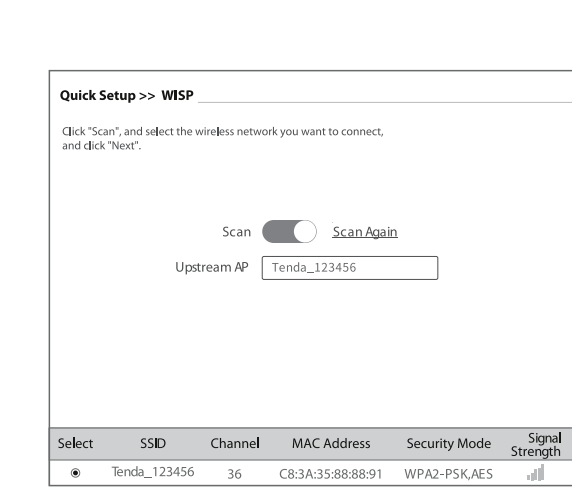 Quick Setup >> WISP
Click "Scan", and select the wireless network you want to connect,
and click "Next".
Scan Scan Again
Upstream AP Tenda_123456
Select SSID Channel MAC Address Security Mode Signal Strength
Tenda_123456 36 C8:3A:35:88:88:91 WPA2-PSK,AES